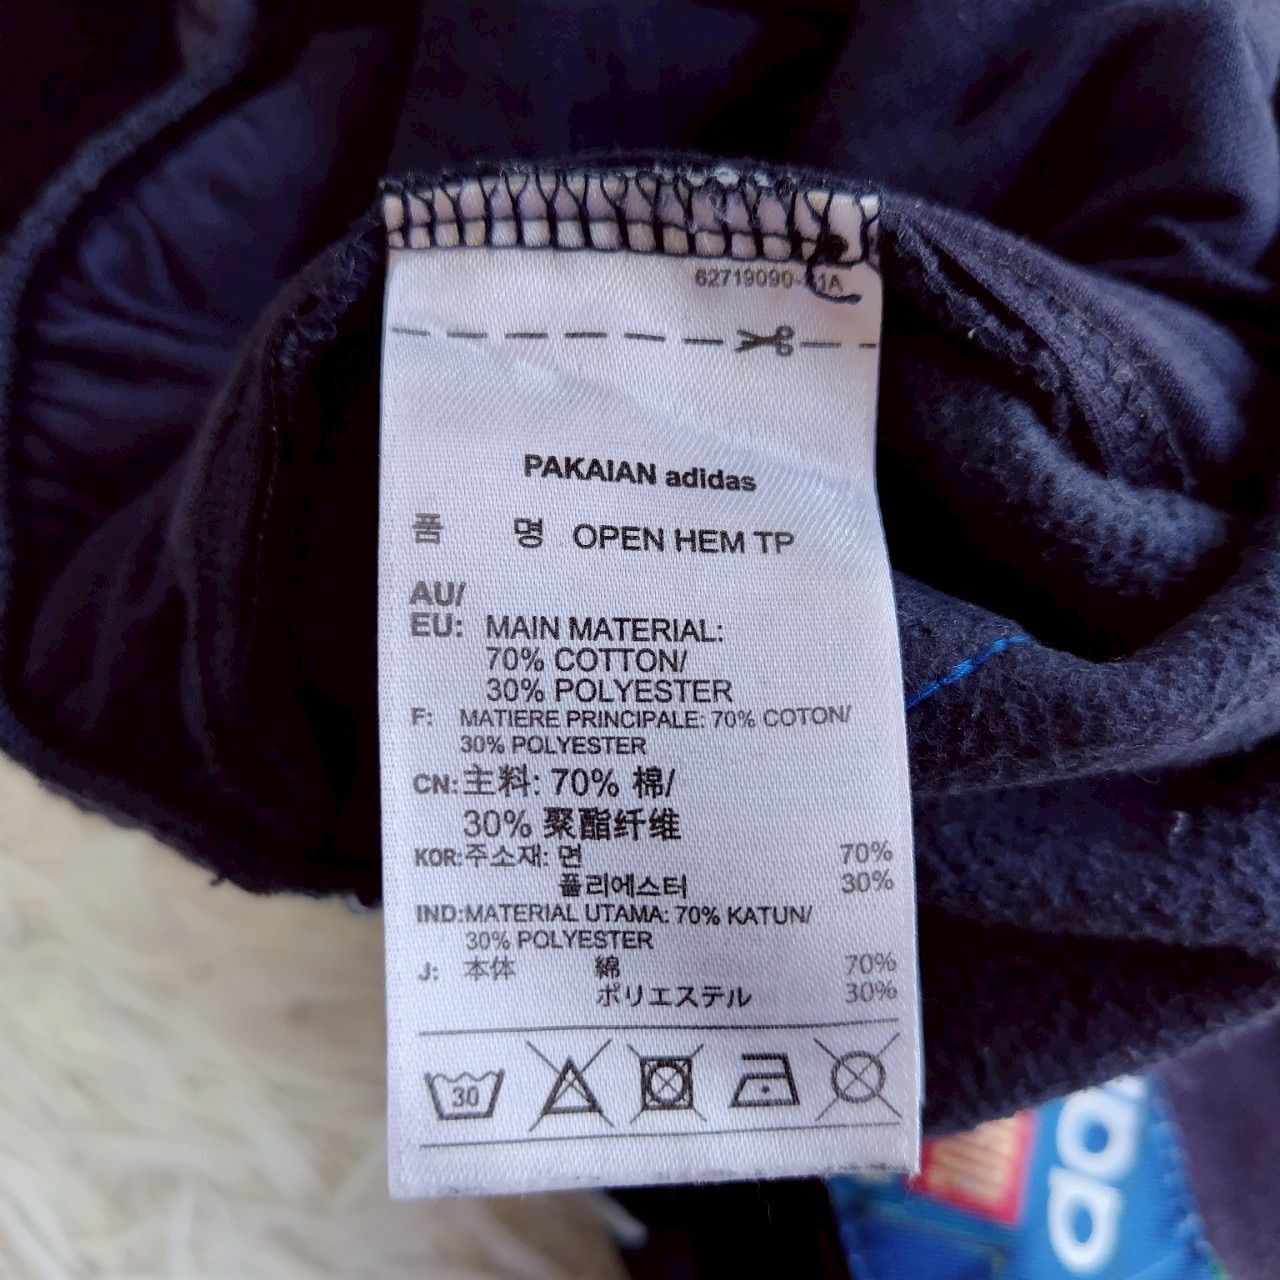 62719090-
PAKAIAN adidas
품 명 OPEN HEM TP
AU/
EU: MAIN MATERIAL:
70% COTTON/
30% POLYESTER
F: MATIERE PRINCIPALE: 70% COTON/
30% POLYESTER
CN: 主料: 70% 棉/
30% 聚酯纤维
KOR: 주소재: 면 70%
폴리에스터 30%
IND: MATERIAL UTAMA: 70% KATUN/
30% POLYESTER
J: 本体 綿 70%
ポリエステル 30%
30